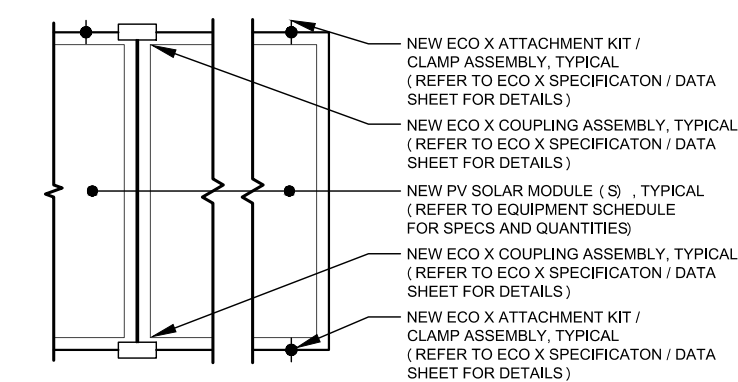 NEW ECO X ATTACHMENT KIT /
CLAMP ASSEMBLY, TYPICAL
( REFER TO ECO X SPECIFICATON / DATA
SHEET FOR DETAILS )
NEW ECO X COUPLING ASSEMBLY, TYPICAL
( REFER TO ECO X SPECIFICATON / DATA
SHEET FOR DETAILS )
NEW PV SOLAR MODULE ( S) , TYPICAL
( REFER TO EQUIPMENT SCHEDULE
FOR SPECS AND QUANTITIES)
NEW ECO X COUPLING ASSEMBLY, TYPICAL
( REFER TO ECO X SPECIFICATON / DATA
SHEET FOR DETAILS )
NEW ECO X ATTACHMENT KIT /
CLAMP ASSEMBLY, TYPICAL
( REFER TO ECO X SPECIFICATON / DATA
SHEET FOR DETAILS )